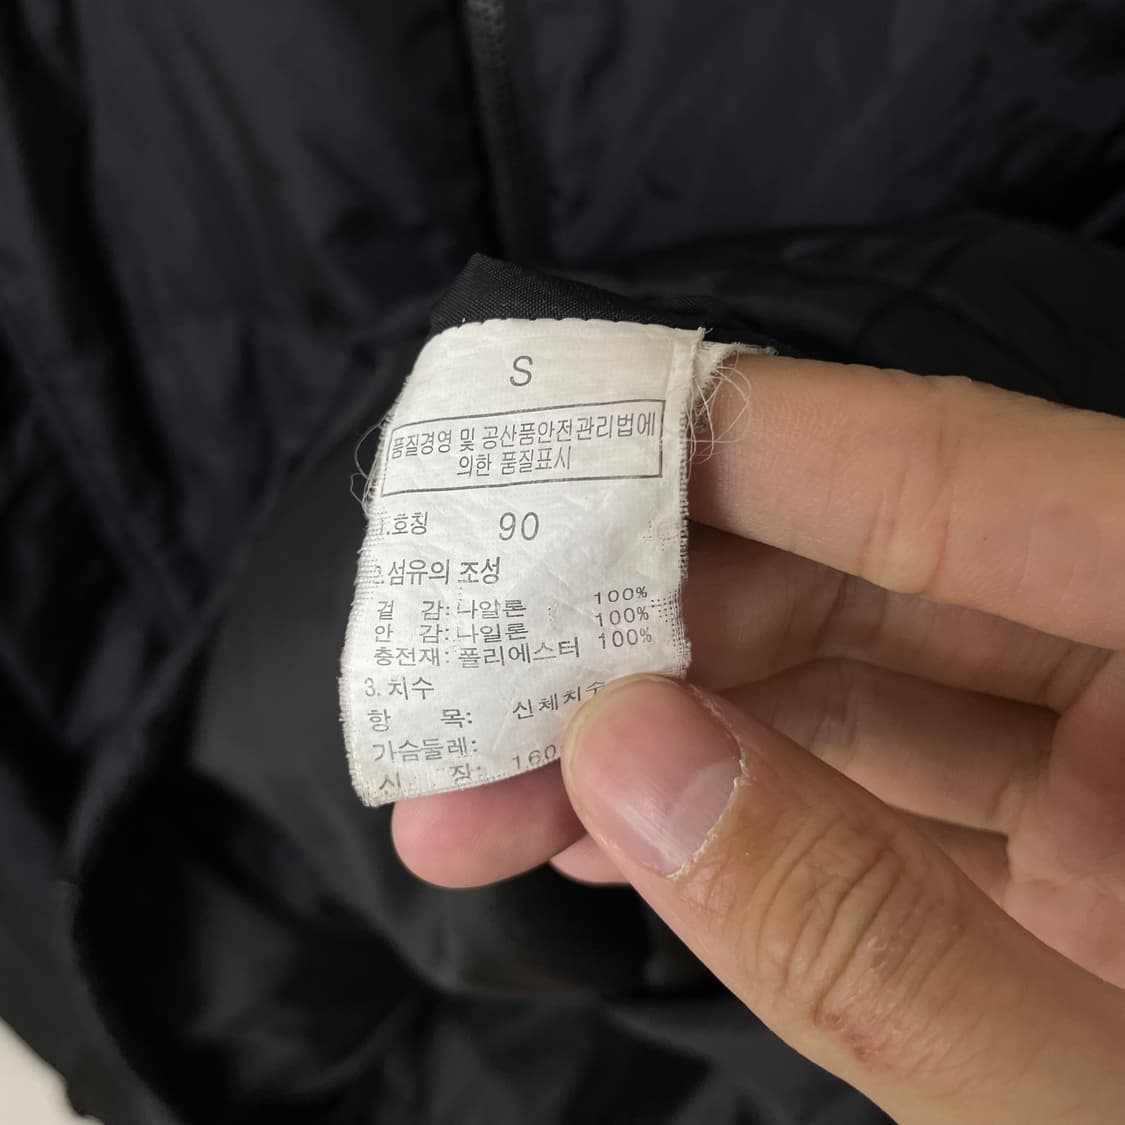 S
품질경영 및 공산품안전관리법에
의한 품질표시
1.호칭 90
2.섬유의 조성
겉 감:나일론 100%
안 감:나일론 100%
충전재:폴리에스터 100%
3.치수
항 목: 신체치수
가슴둘레:
신 장: 160